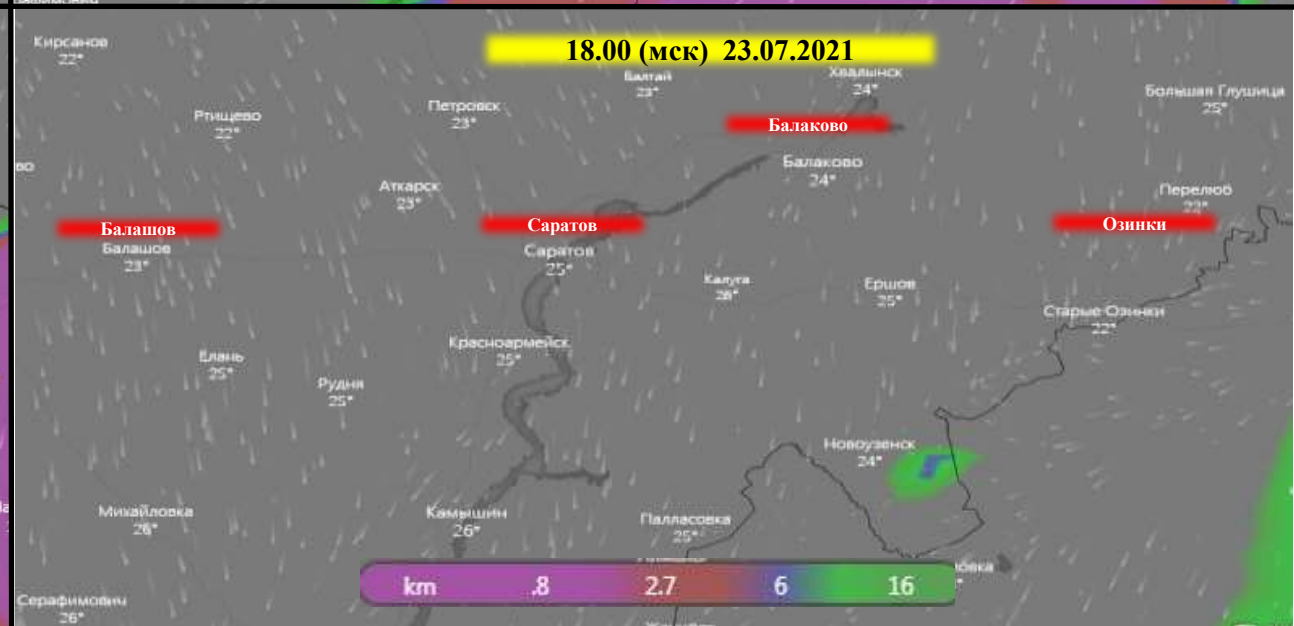 Кирсанов
22°
18.00 (мск) 23.07.2021
Балтай
23°
Хвалынск
24°
Большая Глушица
25°
Ртищево
22°
Петровск
23°
Балаково
Балаково
24°
во
Аткарск
23°
Перелюб
23°
Балашов
Балашов
23°
Саратов
Саратов
25°
Озинки
Калуга
26°
Ершов
25°
Старые Озинки
22°
Красноармейск
25°
Елань
25°
Рудня
25°
Новоузенск
24°
Михайловка
26°
Камышин
26°
Палласовка
25°
овка
km .8 2.7 6 16
Серафимович
26°